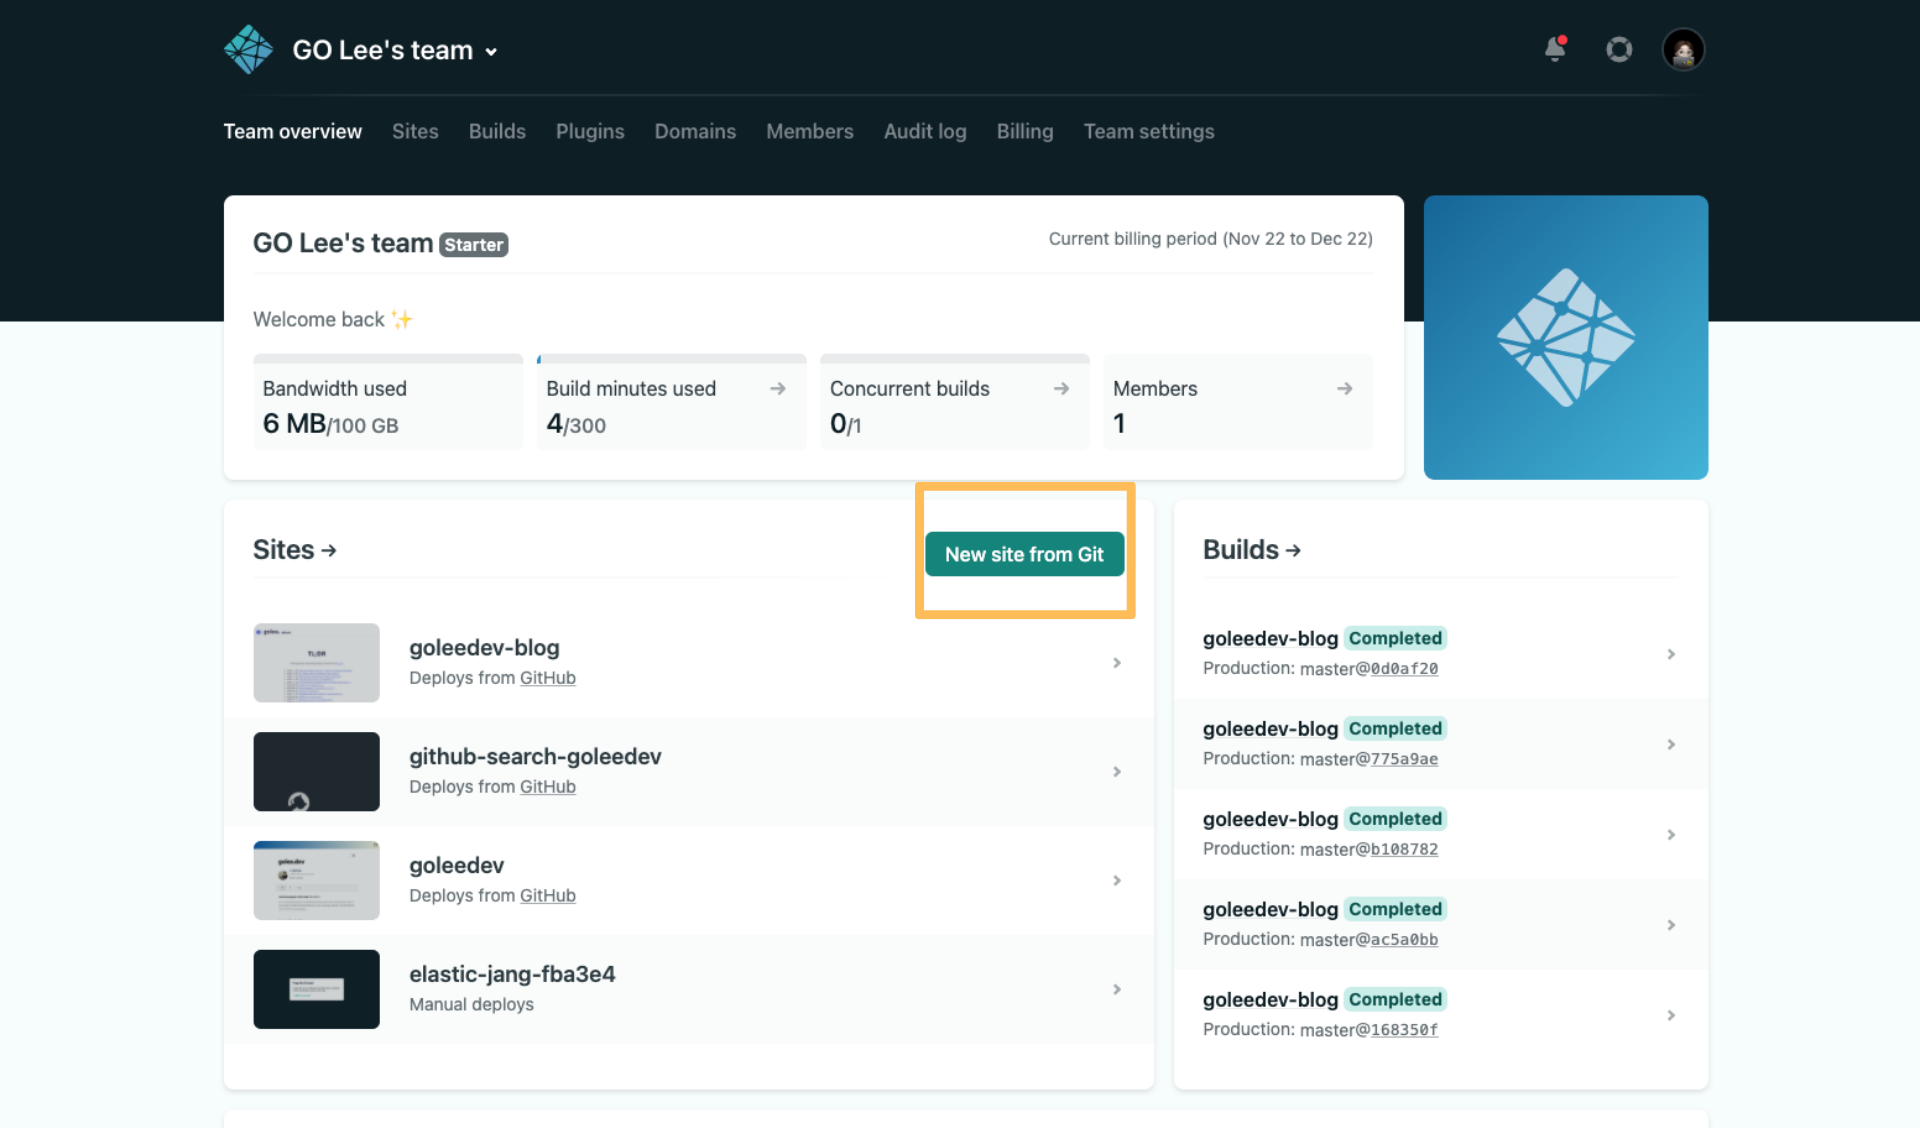 GO Lee's team
Team overview Sites Builds Plugins Domains Members Audit log Billing Team settings
GO Lee's team Starter
Current billing period (Nov 22 to Dec 22)
Welcome back ✨
Bandwidth used
6 MB/100 GB
Build minutes used
4/300
Concurrent builds
0/1
Members
1
Sites
New site from Git
goleedev-blog
Deploys from GitHub
github-search-goleedev
Deploys from GitHub
goleedev
Deploys from GitHub
elastic-jang-fba3e4
Manual deploys
Builds
goleedev-blog Completed
Production: master@0d0af20
goleedev-blog Completed
Production: master@775a9ae
goleedev-blog Completed
Production: master@b108782
goleedev-blog Completed
Production: master@ac5a0bb
goleedev-blog Completed
Production: master@168350f